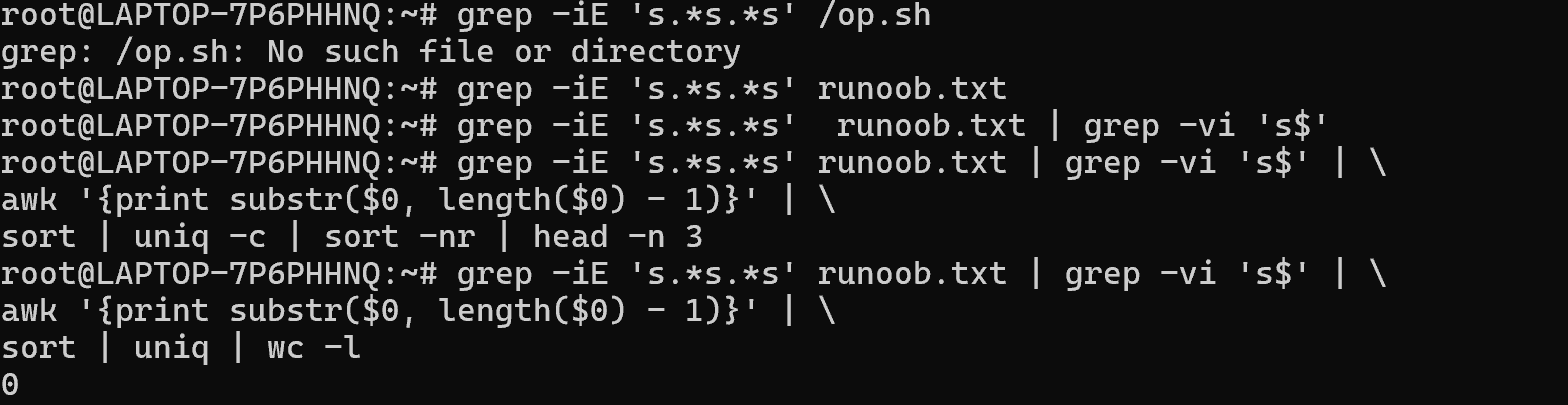 root@LAPTOP-7P6PHHNQ:~# grep -iE 's.*s.*s' /op.sh
grep: /op.sh: No such file or directory
root@LAPTOP-7P6PHHNQ:~# grep -iE 's.*s.*s' runoob.txt
root@LAPTOP-7P6PHHNQ:~# grep -iE 's.*s.*s'  runoob.txt | grep -vi 's$'
root@LAPTOP-7P6PHHNQ:~# grep -iE 's.*s.*s' runoob.txt | grep -vi 's$' | \
awk '{print substr($0, length($0) - 1)}' | \
sort | uniq -c | sort -nr | head -n 3
root@LAPTOP-7P6PHHNQ:~# grep -iE 's.*s.*s' runoob.txt | grep -vi 's$' | \
awk '{print substr($0, length($0) - 1)}' | \
sort | uniq | wc -l
0